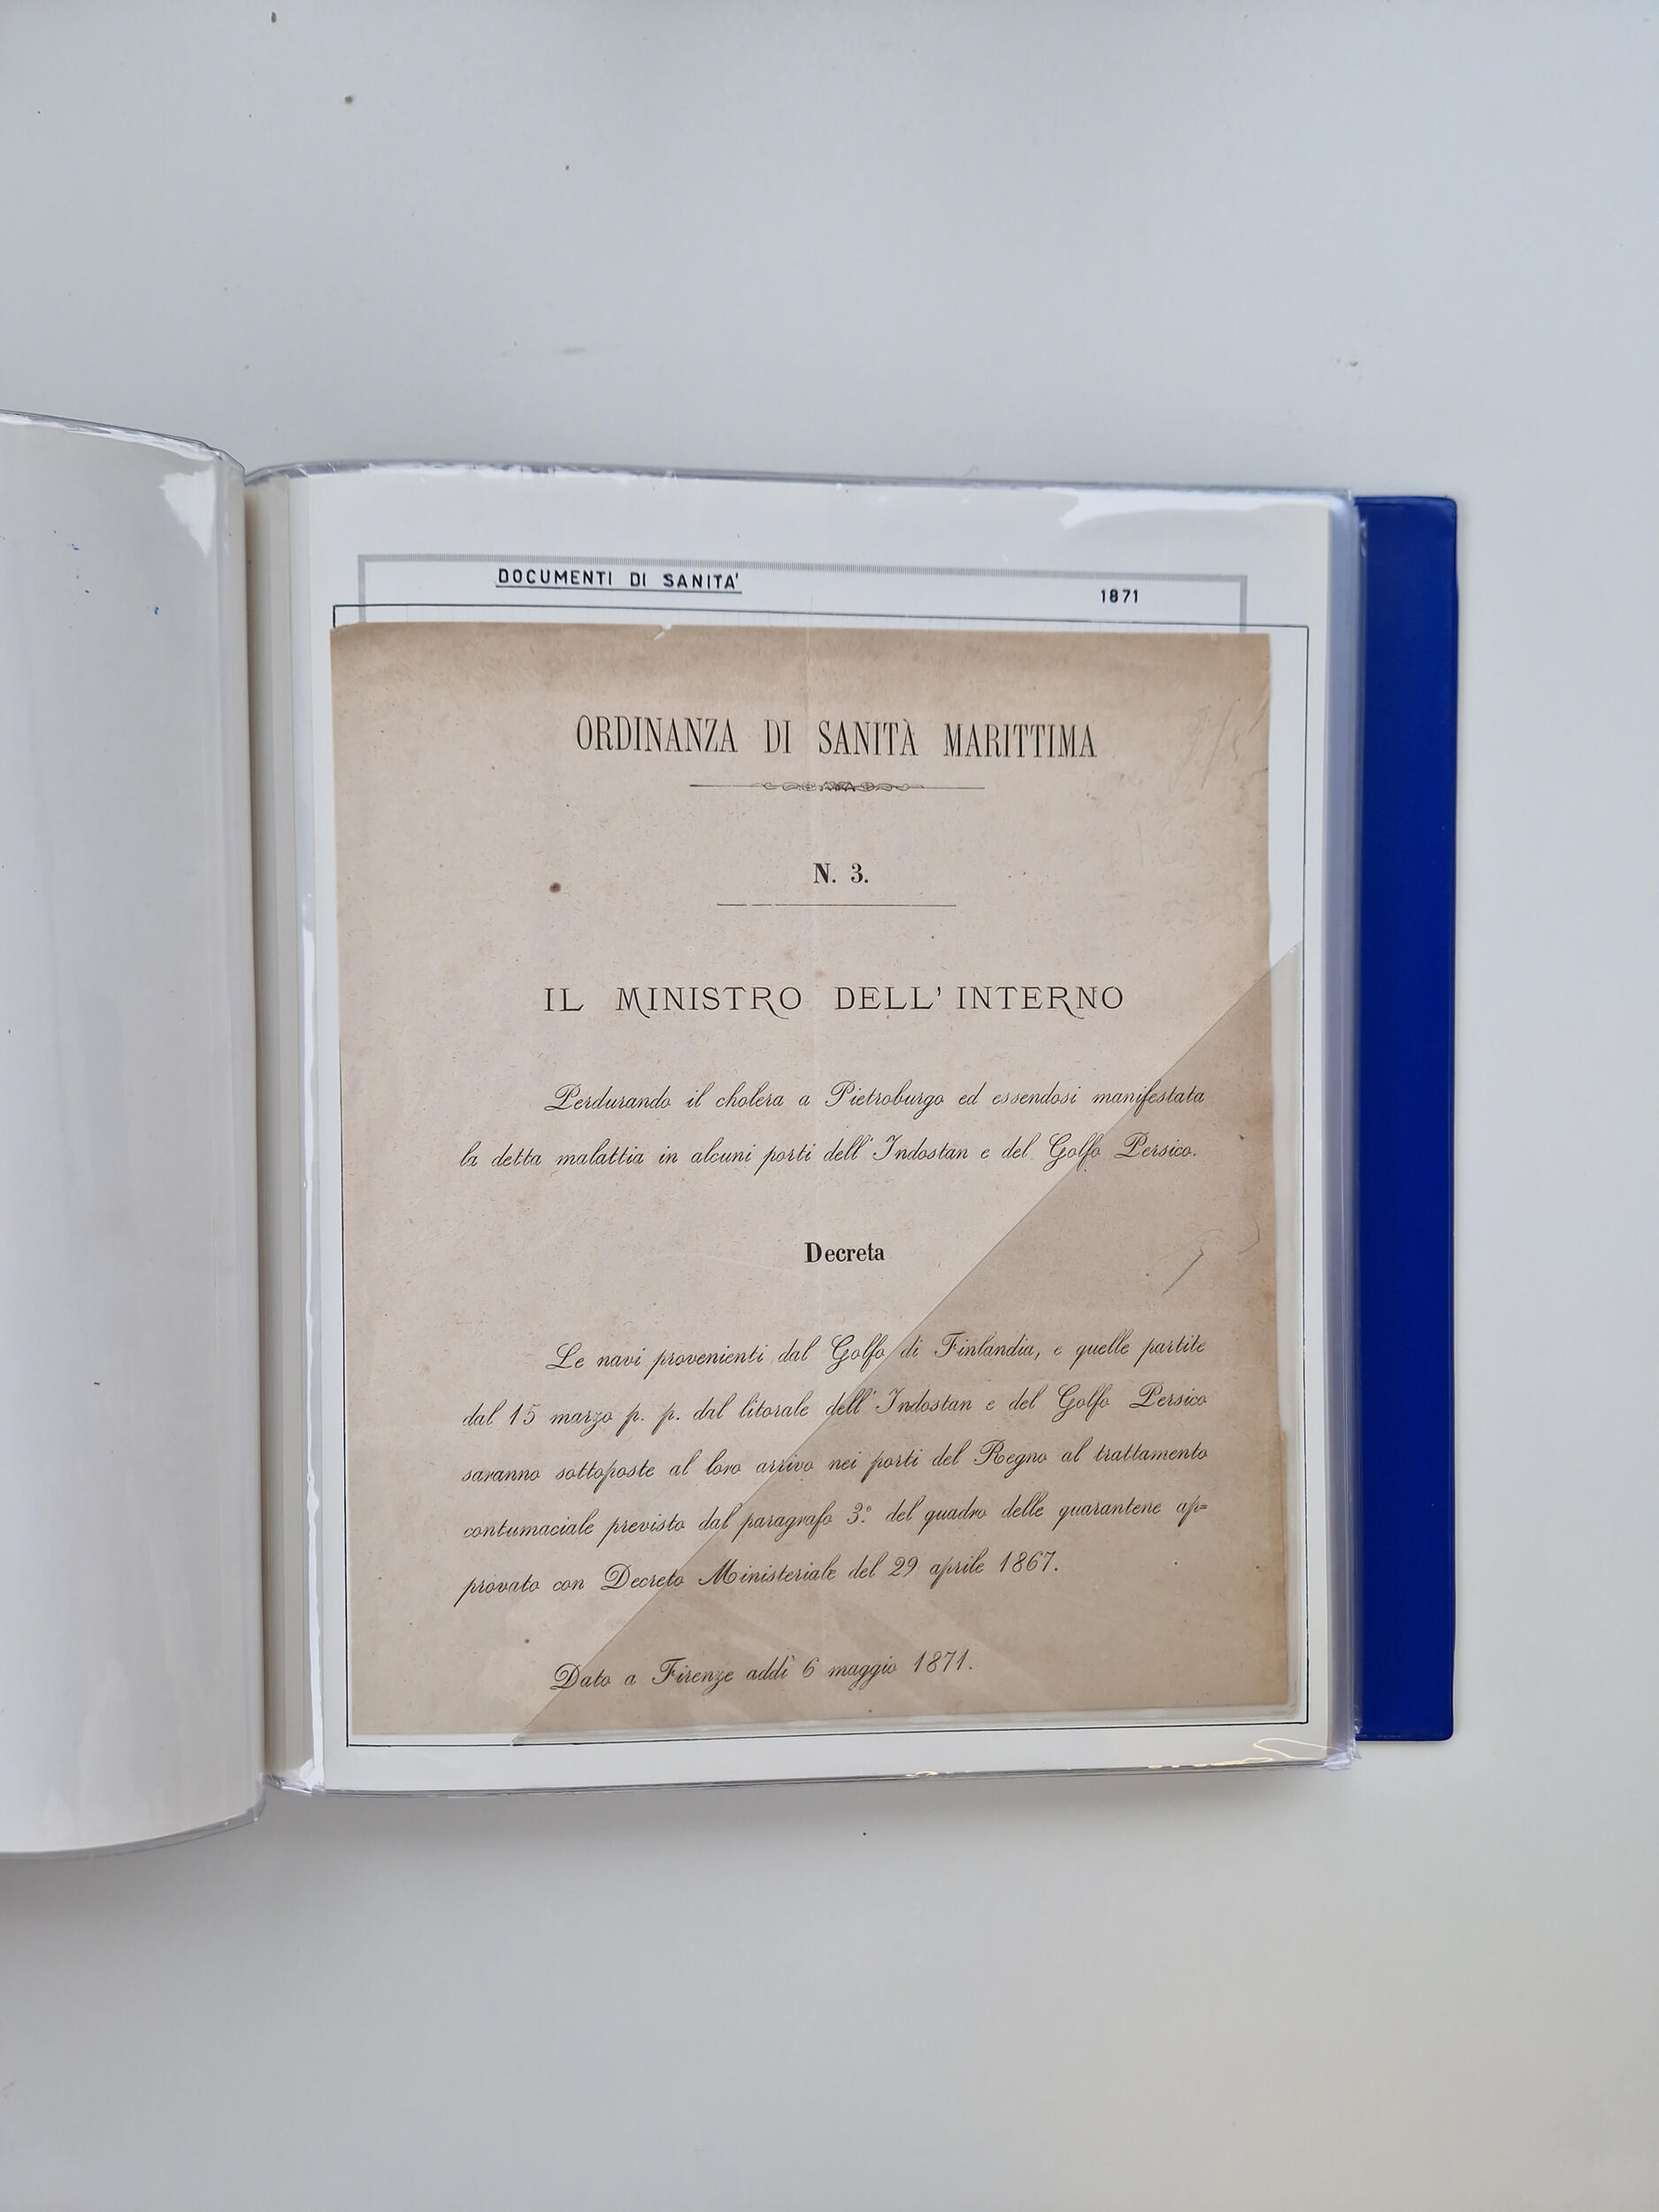 DOCUMENTI DI SANITA'
1871
ORDINANZA DI SANITÀ MARITTIMA
N. 3.
IL MINISTRO DELL' INTERNO
Perdurando il cholera a Pietroburgo ed essendosi manifestata
la detta malattia in alcuni porti dell' Indostan e del Golfo Persico.
Decreta
Le navi provenienti dal Golfo di Finlandia, e quelle partite
dal 15 marzo p. p. dal litorale dell' Indostan e del Golfo Persico
saranno sottoposte al loro arrivo nei porti del Regno al trattamento
contumaciale previsto dal paragrafo 3.° del quadro delle quarantene ap=
provato con Decreto Ministeriale del 29 aprile 1867.
Dato a Firenze addì 6 maggio 1871.